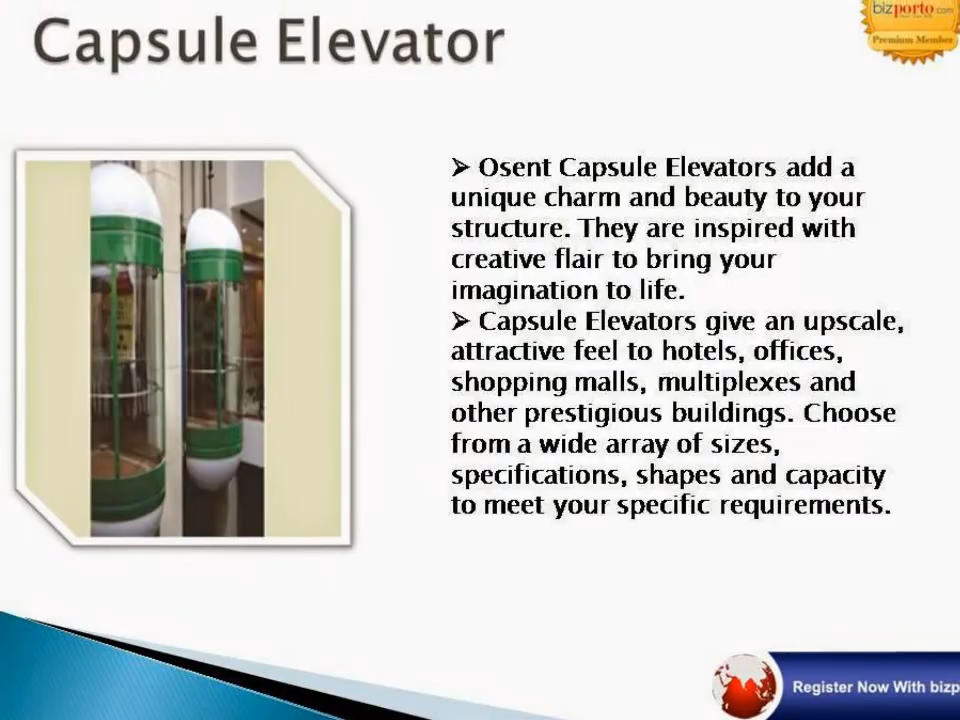 Capsule Elevator
bizporto.com
Premium Member
➢ Osent Capsule Elevators add a
unique charm and beauty to your
structure. They are inspired with
creative flair to bring your
imagination to life.
➢ Capsule Elevators give an upscale,
attractive feel to hotels, offices,
shopping malls, multiplexes and
other prestigious buildings. Choose
from a wide array of sizes,
specifications, shapes and capacity
to meet your specific requirements.
Register Now With bizp